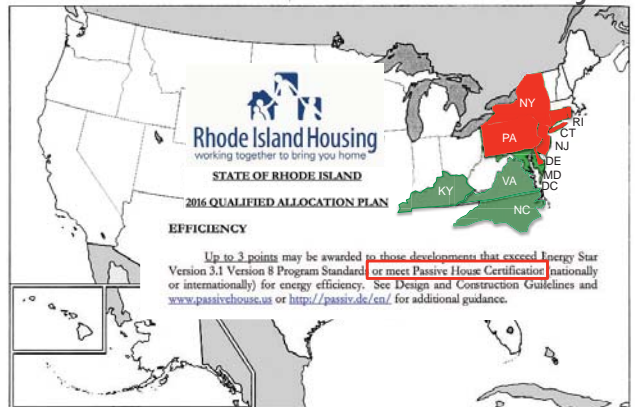 Rhode Island Housing
working together to bring you home
STATE OF RHODE ISLAND
2016 QUALIFIED ALLOCATION PLAN
EFFICIENCY
Up to 3 points may be awarded to those developments that exceed Energy Star
Version 3.1 Version 8 Program Standards or meet Passive House Certification (nationally
or internationally) for energy efficiency. See Design and Construction Guidelines and
www.passivehouse.us or http://passiv.de/en/ for additional guidance.
NY
RI
CT
PA
NJ
DE
MD
DC
VA
KY
NC